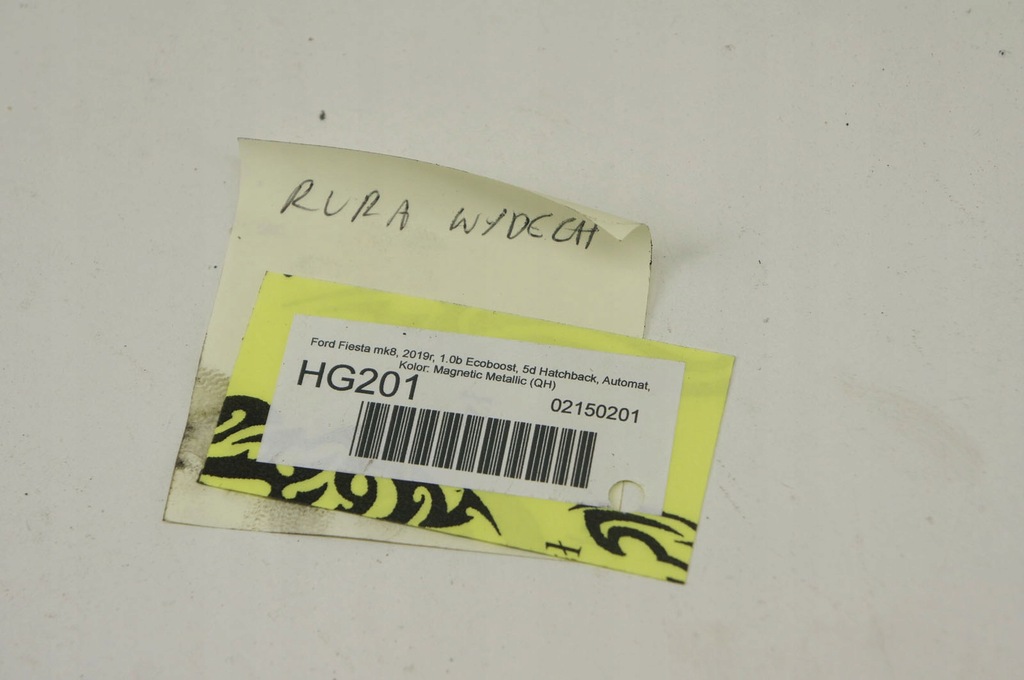 RURA WYDECH
Ford Fiesta mk8, 2019r, 1.0b Ecoboost, 5d Hatchback, Automat,
Kolor: Magnetic Metallic (QH)
HG201
02150201